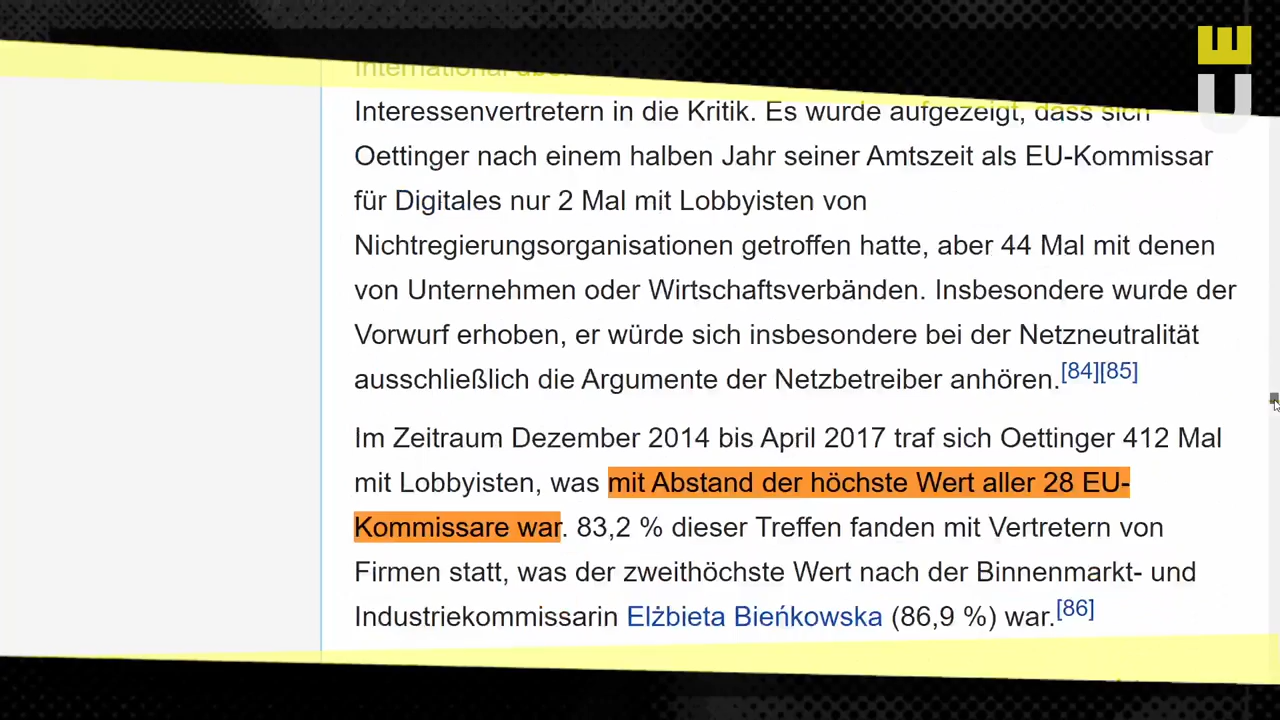 International über
Interessenvertretern in die Kritik. Es wurde aufgezeigt, dass sich
Oettinger nach einem halben Jahr seiner Amtszeit als EU-Kommissar
für Digitales nur 2 Mal mit Lobbyisten von
Nichtregierungsorganisationen getroffen hatte, aber 44 Mal mit denen
von Unternehmen oder Wirtschaftsverbänden. Insbesondere wurde der
Vorwurf erhoben, er würde sich insbesondere bei der Netzneutralität
ausschließlich die Argumente der Netzbetreiber anhören.[84][85]
Im Zeitraum Dezember 2014 bis April 2017 traf sich Oettinger 412 Mal
mit Lobbyisten, was mit Abstand der höchste Wert aller 28 EU-
Kommissare war. 83,2 % dieser Treffen fanden mit Vertretern von
Firmen statt, was der zweithöchste Wert nach der Binnenmarkt- und
Industriekommissarin Elżbieta Bieńkowska (86,9 %) war.[86]